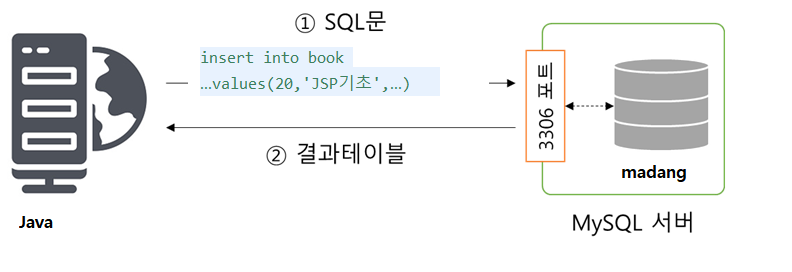 ① SQL문
insert into book
…values(20,'JSP기초',…)
② 결과테이블
Java
3306 포트
madang
MySQL 서버